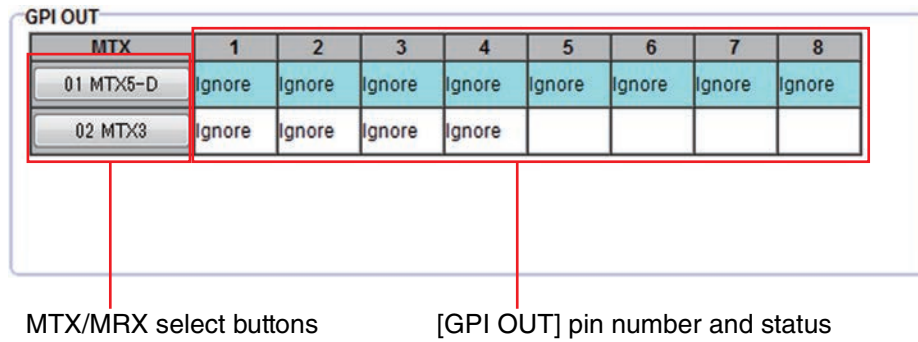 GPI OUT
MTX 1 2 3 4 5 6 7 8
01 MTX5-D Ignore Ignore Ignore Ignore Ignore Ignore Ignore Ignore
02 MTX3 Ignore Ignore Ignore Ignore
MTX/MRX select buttons [GPI OUT] pin number and status